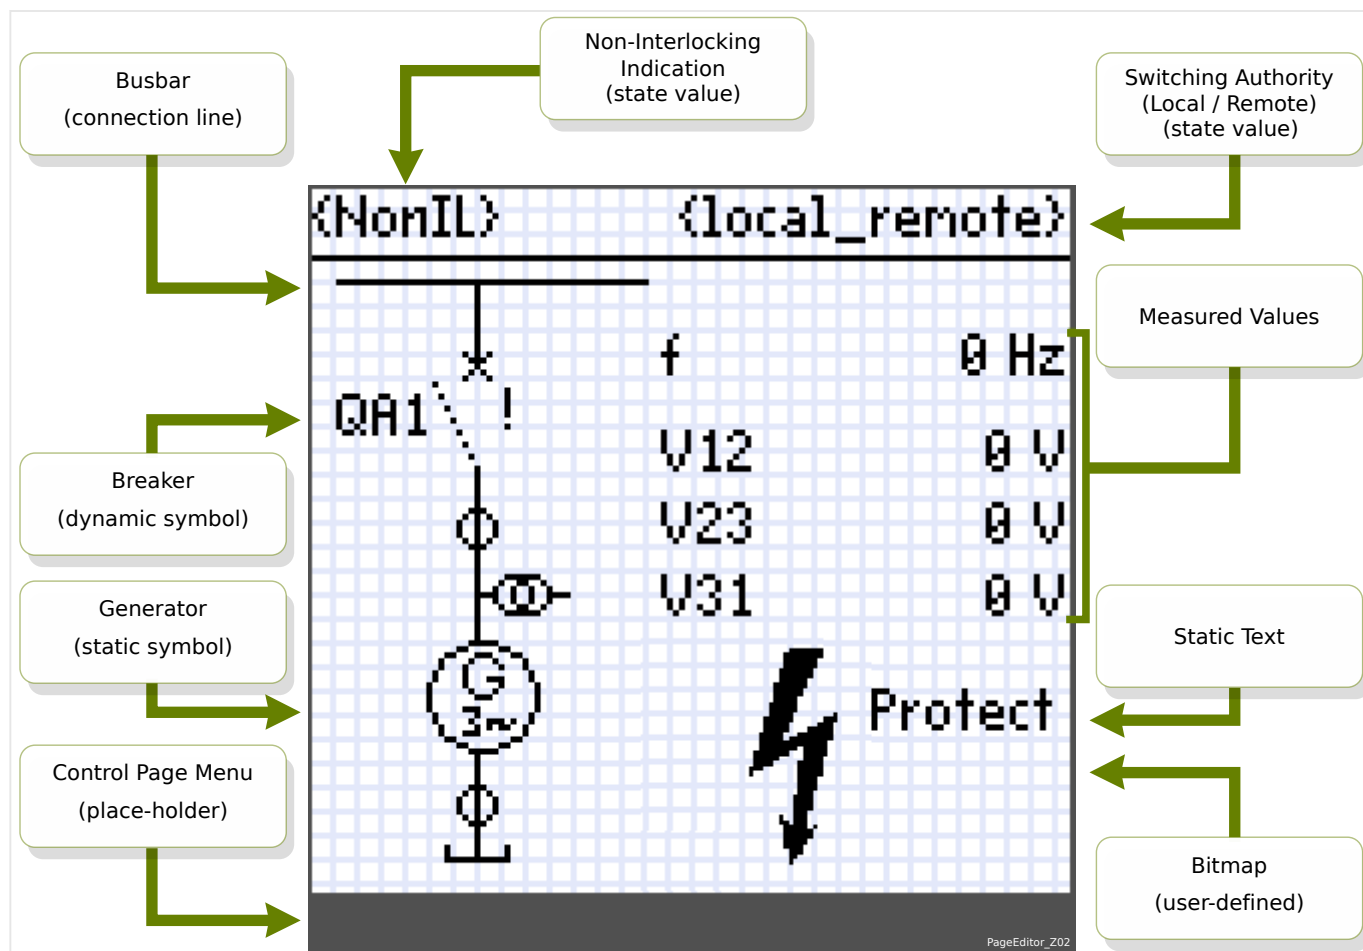 Non-Interlocking
Indication
(state value)
Busbar
(connection line)
Switching Authority
(Local / Remote)
(state value)
{NonIL}
{local_remote}
Measured Values
f
0 Hz
QA1
!
V12
0 V
Breaker
(dynamic symbol)
V23
0 V
V31
0 V
Generator
(static symbol)
Static Text
G
3~
Protect
Control Page Menu
(place-holder)
Bitmap
(user-defined)
PageEditor_Z02